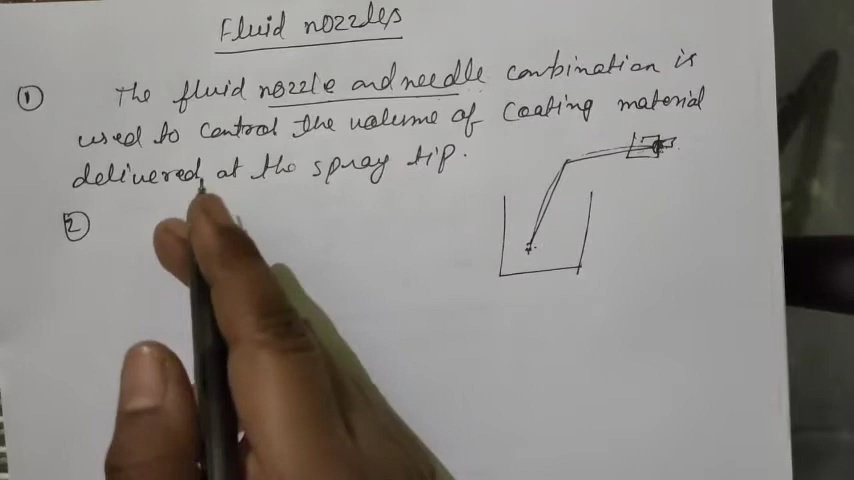 Fluid nozzles
① The fluid nozzle and needle combination is
used to control the volume of coating material
delivered at the spray tip.
②